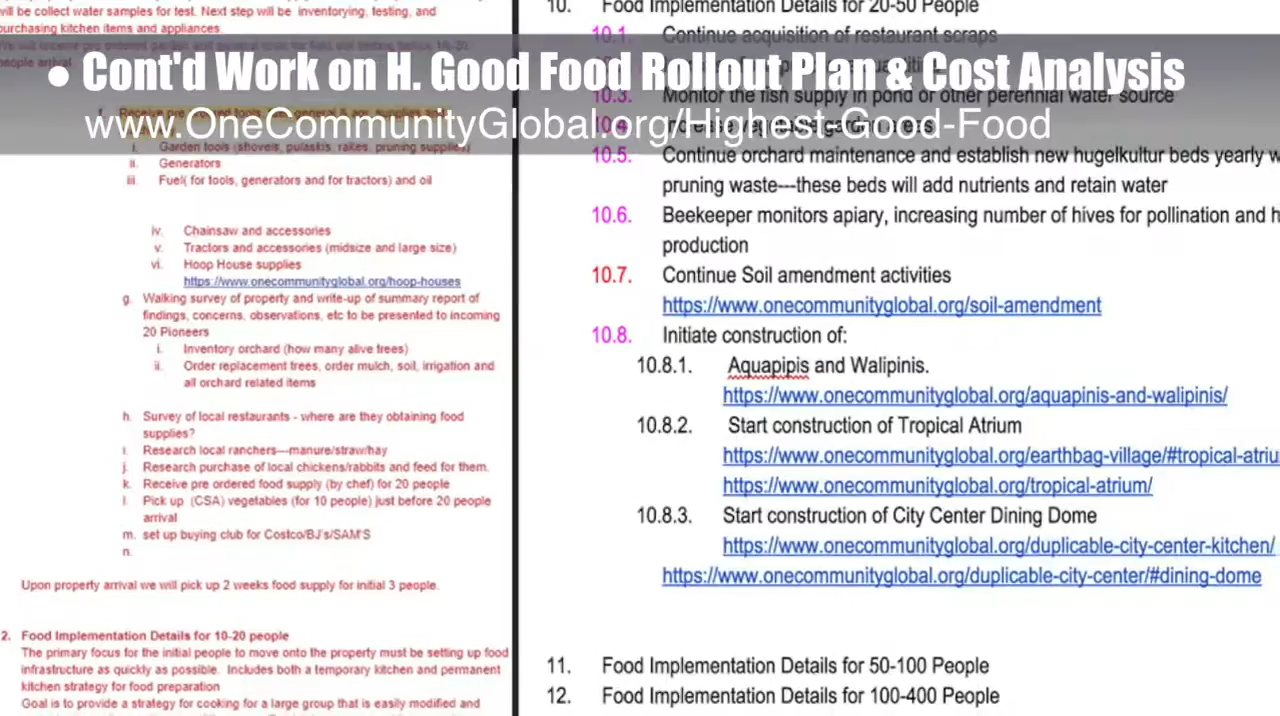 will be collect water samples for test. Next step will be inventorying, testing, and
purchasing kitchen items and appliances.
people arrival
• Cont'd Work on H. Good Food Rollout Plan & Cost Analysis
www.OneCommunityGlobal.org/Highest-Good-Food
i. Garden tools (shovels, pulaskis, rakes, pruning supplies)
ii. Generators
iii. Fuel( for tools, generators and for tractors) and oil
iv. Chainsaw and accessories
v. Tractors and accessories (midsize and large size)
vi. Hoop House supplies
https://www.onecommunityglobal.org/hoop-houses
g. Walking survey of property and write-up of summary report of
findings, concerns, observations, etc to be presented to incoming
20 Pioneers
i. Inventory orchard (how many alive trees)
ii. Order replacement trees, order mulch, soil, irrigation and
all orchard related items
h. Survey of local restaurants - where are they obtaining food
supplies?
i. Research local ranchers---manure/straw/hay
j. Research purchase of local chickens/rabbits and feed for them.
k. Receive pre ordered food supply (by chef) for 20 people
l. Pick up (CSA) vegetables (for 10 people) just before 20 people
arrival
m. set up buying club for Costco/BJ's/SAM'S
n.
Upon property arrival we will pick up 2 weeks food supply for initial 3 people.
2. Food Implementation Details for 10-20 people
The primary focus for the initial people to move onto the property must be setting up food
infrastructure as quickly as possible. Includes both a temporary kitchen and permanent
kitchen strategy for food preparation
Goal is to provide a strategy for cooking for a large group that is easily modified and
10. Food Implementation Details for 20-50 People
10.1. Continue acquisition of restaurant scraps
10.3. Monitor the fish supply in pond or other perennial water source
10.4. Increase vegetable garden areas
10.5. Continue orchard maintenance and establish new hugelkultur beds yearly w
pruning waste---these beds will add nutrients and retain water
10.6. Beekeeper monitors apiary, increasing number of hives for pollination and h
production
10.7. Continue Soil amendment activities
https://www.onecommunityglobal.org/soil-amendment
10.8. Initiate construction of:
10.8.1. Aquapipis and Walipinis.
https://www.onecommunityglobal.org/aquapinis-and-walipinis/
10.8.2. Start construction of Tropical Atrium
https://www.onecommunityglobal.org/earthbag-village/#tropical-atriu
https://www.onecommunityglobal.org/tropical-atrium/
10.8.3. Start construction of City Center Dining Dome
https://www.onecommunityglobal.org/duplicable-city-center-kitchen/
https://www.onecommunityglobal.org/duplicable-city-center/#dining-dome
11. Food Implementation Details for 50-100 People
12. Food Implementation Details for 100-400 People